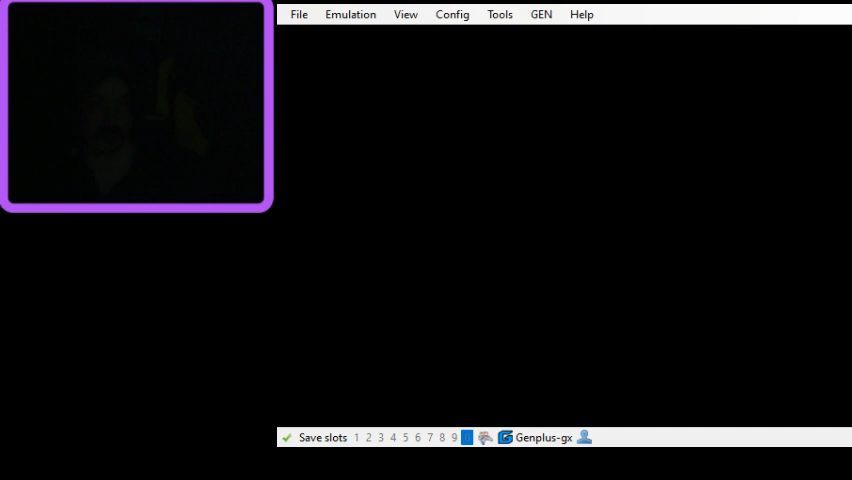 File Emulation View Config Tools GEN Help
Save slots 1 2 3 4 5 6 7 8 9 Genplus-gx